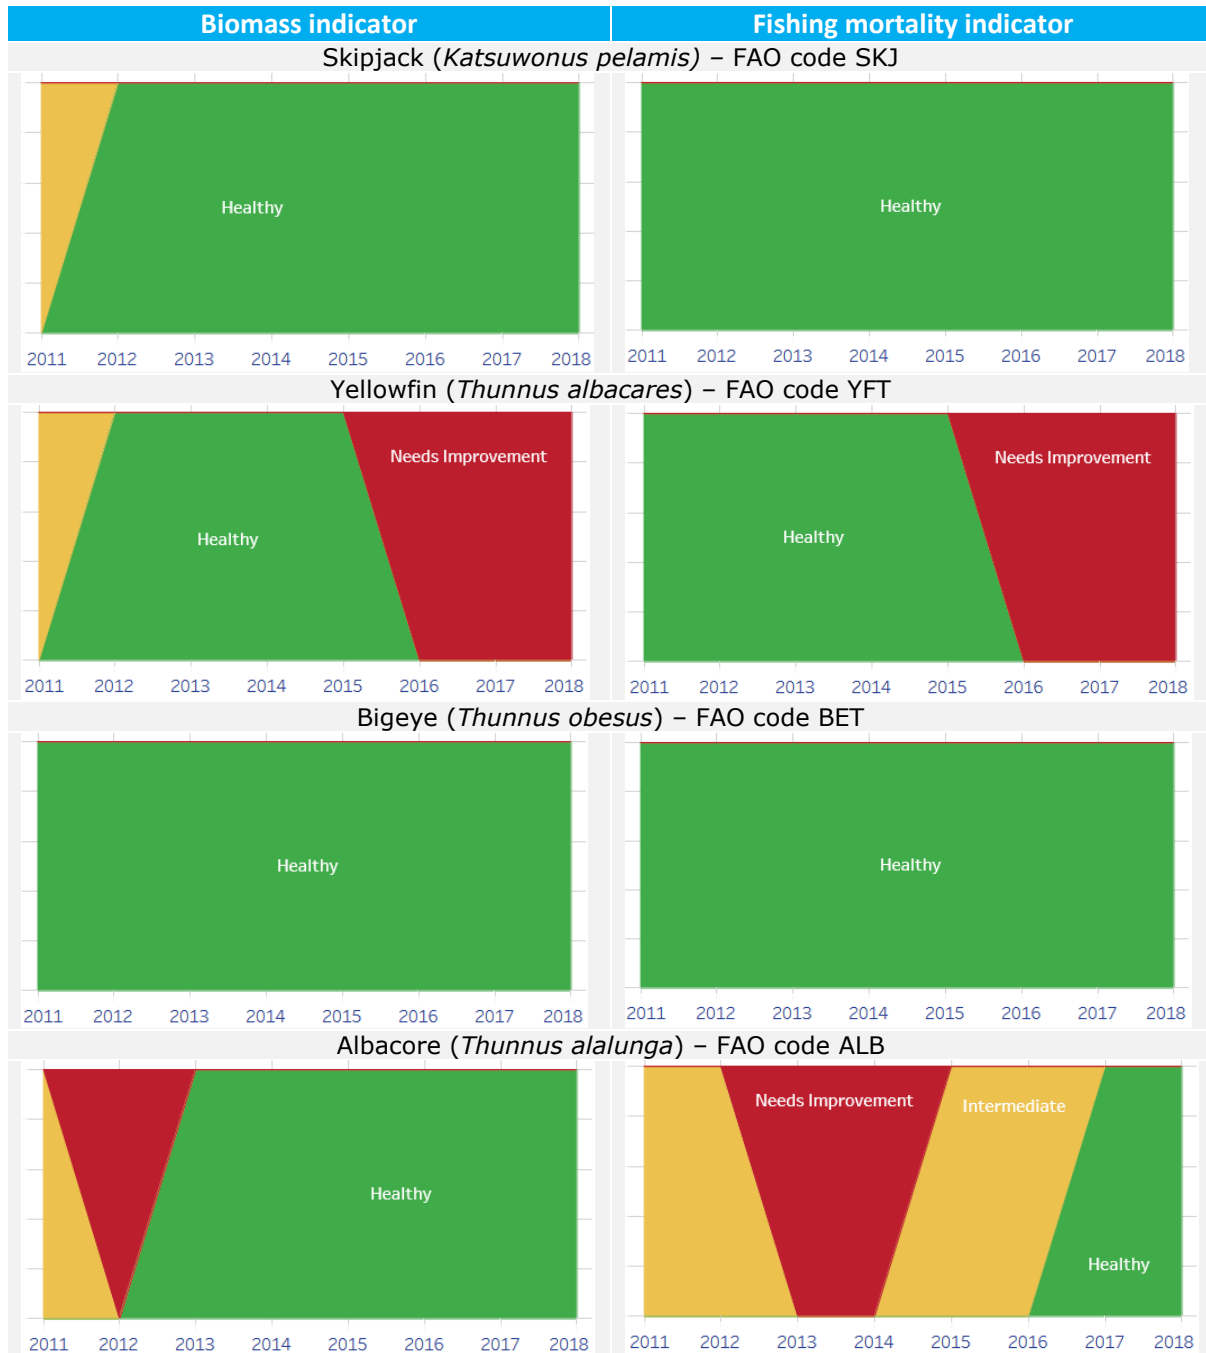 Biomass indicator Fishing mortality indicator
Skipjack (Katsuwonus pelamis) – FAO code SKJ
Healthy Healthy
2011 2012 2013 2014 2015 2016 2017 2018 2011 2012 2013 2014 2015 2016 2017 2018
Yellowfin (Thunnus albacares) – FAO code YFT
Needs Improvement Needs Improvement
Healthy Healthy
2011 2012 2013 2014 2015 2016 2017 2018 2011 2012 2013 2014 2015 2016 2017 2018
Bigeye (Thunnus obesus) – FAO code BET
Healthy Healthy
2011 2012 2013 2014 2015 2016 2017 2018 2011 2012 2013 2014 2015 2016 2017 2018
Albacore (Thunnus alalunga) – FAO code ALB
Needs Improvement Intermediate
Healthy
Healthy
2011 2012 2013 2014 2015 2016 2017 2018 2011 2012 2013 2014 2015 2016 2017 2018